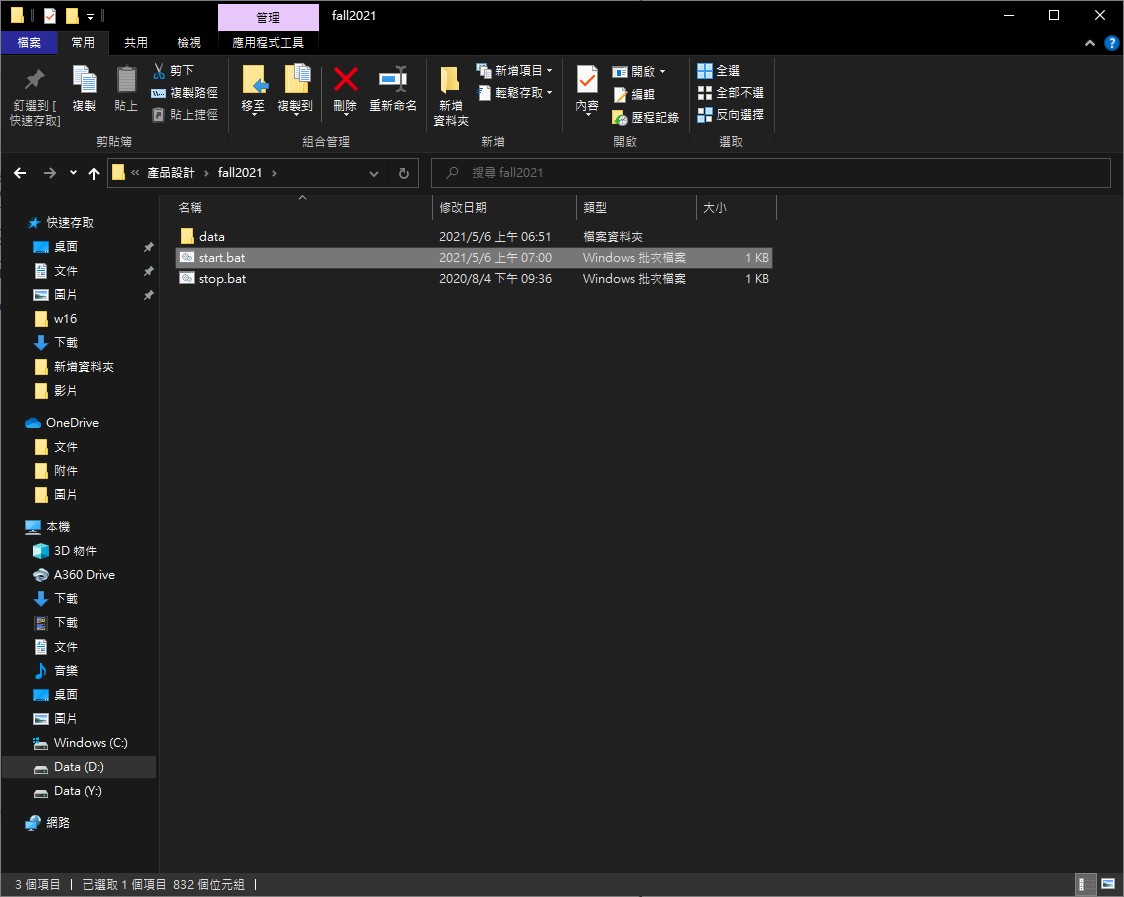 管理
fall2021
檔案
常用
共用
檢視
應用程式工具
釘選到 [
快速存取]
複製
貼上
剪下
複製路徑
貼上捷徑
剪貼簿
移至
複製到
刪除
重新命名
組合管理
新增
資料夾
新增項目
輕鬆存取
新增
內容
開啟
編輯
歷程記錄
開啟
全選
全部不選
反向選擇
選取
« 產品設計 › fall2021 ›
搜尋 fall2021
名稱 修改日期 類型 大小
data 2021/5/6 上午 06:51 檔案資料夾
start.bat 2021/5/6 上午 07:00 Windows 批次檔案 1 KB
stop.bat 2020/8/4 下午 09:36 Windows 批次檔案 1 KB
快速存取
桌面
文件
圖片
w16
下載
新增資料夾
影片
OneDrive
文件
附件
圖片
本機
3D 物件
A360 Drive
下載
下載
文件
音樂
桌面
圖片
Windows (C:)
Data (D:)
Data (Y:)
網路
3 個項目 | 已選取 1 個項目 832 個位元組 |